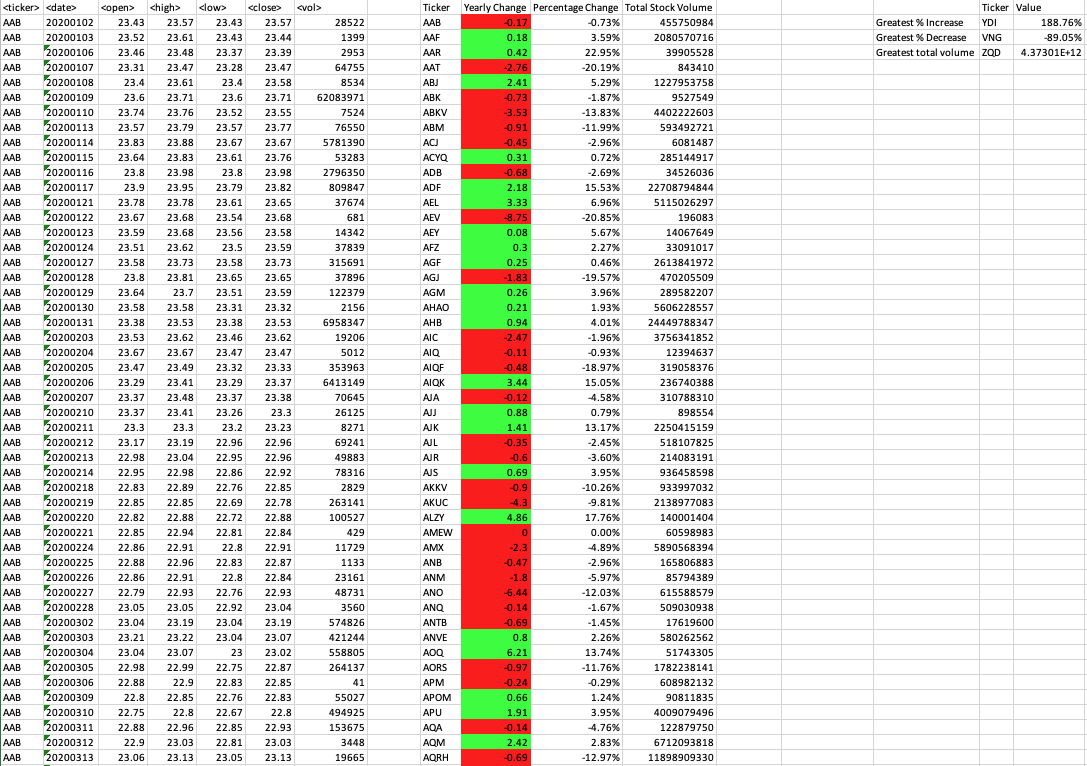 <ticker> <date> <open> <high> <low> <close> <vol> Ticker Yearly Change Percentage Change Total Stock Volume Ticker Value
AAB 20200102 23.43 23.57 23.43 23.57 28522 AAB -0.17 -0.73% 455750984 Greatest % Increase YDI 188.76%
AAB 20200103 23.52 23.61 23.43 23.44 1399 AAF 0.18 3.59% 2080570716 Greatest % Decrease VNG -89.05%
AAB 20200106 23.46 23.48 23.37 23.39 2953 AAR 0.42 22.95% 39905528 Greatest total volume ZQD 4.37301E+12
AAB 20200107 23.31 23.47 23.28 23.47 64755 AAT -2.76 -20.19% 843410
AAB 20200108 23.4 23.61 23.4 23.58 8534 ABJ 2.41 5.29% 1227953758
AAB 20200109 23.6 23.71 23.6 23.71 62083971 ABK -0.73 -1.87% 9527549
AAB 20200110 23.74 23.76 23.52 23.55 7524 ABKV -3.53 -13.83% 4402222603
AAB 20200113 23.57 23.79 23.57 23.77 76550 ABM -0.91 -11.99% 593492721
AAB 20200114 23.83 23.88 23.67 23.67 5781390 ACJ -0.45 -2.96% 6081487
AAB 20200115 23.64 23.83 23.61 23.76 53283 ACYQ 0.31 0.72% 285144917
AAB 20200116 23.8 23.98 23.8 23.98 2796350 ADB -0.68 -2.69% 34526036
AAB 20200117 23.9 23.95 23.79 23.82 809847 ADF 2.18 15.53% 22708794844
AAB 20200121 23.78 23.78 23.61 23.65 37674 AEL 3.33 6.96% 5115026297
AAB 20200122 23.67 23.68 23.54 23.68 681 AEV -8.75 -20.85% 196083
AAB 20200123 23.59 23.68 23.56 23.58 14342 AEY 0.08 5.67% 14067649
AAB 20200124 23.51 23.62 23.5 23.59 37839 AFZ 0.3 2.27% 33091017
AAB 20200127 23.58 23.73 23.58 23.73 315691 AGF 0.25 0.46% 2613841972
AAB 20200128 23.8 23.81 23.65 23.65 37896 AGJ -1.83 -19.57% 470205509
AAB 20200129 23.64 23.7 23.51 23.59 122379 AGM 0.26 3.96% 289582207
AAB 20200130 23.58 23.58 23.31 23.32 2156 AHAO 0.21 1.93% 5606228557
AAB 20200131 23.38 23.53 23.38 23.53 6958347 AHB 0.94 4.01% 24449788347
AAB 20200203 23.53 23.62 23.46 23.62 19206 AIC -2.47 -1.96% 3756341852
AAB 20200204 23.67 23.67 23.47 23.47 5012 AIQ -0.11 -0.93% 12394637
AAB 20200205 23.47 23.49 23.32 23.33 353963 AIQF -0.48 -18.97% 319058376
AAB 20200206 23.29 23.41 23.29 23.37 6413149 AIQK 3.44 15.05% 236740388
AAB 20200207 23.37 23.48 23.37 23.38 70645 AJA -0.12 -4.58% 310788310
AAB 20200210 23.37 23.41 23.26 23.3 26125 AJJ 0.88 0.79% 898554
AAB 20200211 23.3 23.3 23.2 23.23 8271 AJK 1.41 13.17% 2250415159
AAB 20200212 23.17 23.19 22.96 22.96 69241 AJL -0.35 -2.45% 518107825
AAB 20200213 22.98 23.04 22.95 22.96 49883 AJR -0.6 -3.60% 214083191
AAB 20200214 22.95 22.98 22.86 22.92 78316 AJS 0.69 3.95% 936458598
AAB 20200218 22.83 22.89 22.76 22.85 2829 AKKV -0.9 -10.26% 933997032
AAB 20200219 22.85 22.85 22.69 22.78 263141 AKUC -4.3 -9.81% 2138977083
AAB 20200220 22.82 22.88 22.72 22.88 100527 ALZY 4.86 17.76% 140001404
AAB 20200221 22.85 22.94 22.81 22.84 429 AMEW 0 0.00% 60598983
AAB 20200224 22.86 22.91 22.8 22.91 11729 AMX -2.3 -4.89% 5890568394
AAB 20200225 22.88 22.96 22.83 22.87 1133 ANB -0.47 -2.96% 165806883
AAB 20200226 22.86 22.91 22.8 22.84 23161 ANM -1.8 -5.97% 85794389
AAB 20200227 22.79 22.93 22.76 22.93 48731 ANO -6.44 -12.03% 615588579
AAB 20200228 23.05 23.05 22.92 23.04 3560 ANQ -0.14 -1.67% 509030938
AAB 20200302 23.04 23.19 23.04 23.19 574826 ANTB -0.69 -1.45% 17619600
AAB 20200303 23.21 23.22 23.04 23.07 421244 ANVE 0.8 2.26% 580262562
AAB 20200304 23.04 23.07 23 23.02 558805 AOQ 6.21 13.74% 51743305
AAB 20200305 22.98 22.99 22.75 22.87 264137 AORS -0.97 -11.76% 1782238141
AAB 20200306 22.88 22.9 22.83 22.85 41 APM -0.24 -0.29% 608982132
AAB 20200309 22.8 22.85 22.76 22.83 55027 APOM 0.66 1.24% 90811835
AAB 20200310 22.75 22.8 22.67 22.8 494925 APU 1.91 3.95% 4009079496
AAB 20200311 22.88 22.96 22.85 22.93 153675 AQA -0.14 -4.76% 122879750
AAB 20200312 22.9 23.03 22.81 23.03 3448 AQM 2.42 2.83% 6712093818
AAB 20200313 23.06 23.13 23.05 23.13 19665 AQRH -0.69 -12.97% 11898909330